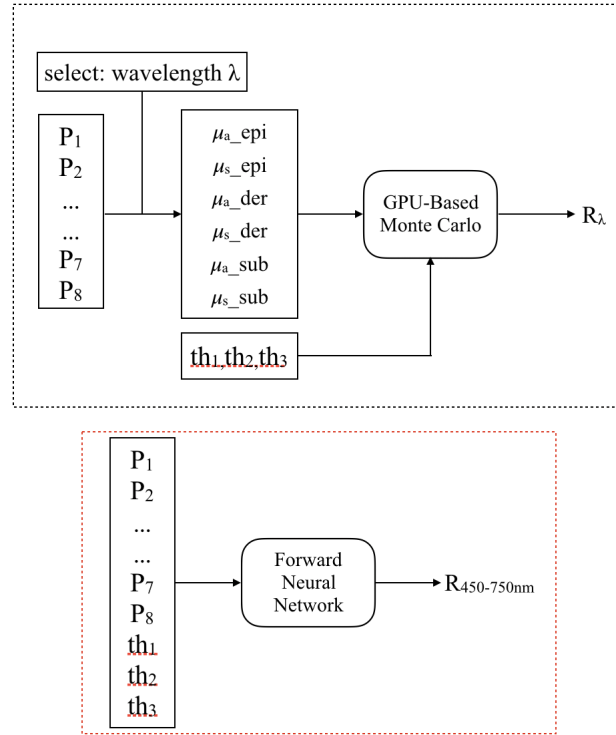 select: wavelength λ
P₁
P₂
...
...
P₇
P₈
μₐ_epi
μₛ_epi
μₐ_der
μₛ_der
μₐ_sub
μₛ_sub
GPU-Based
Monte Carlo
R_λ
th₁,th₂,th₃
P₁
P₂
...
...
P₇
P₈
th₁
th₂
th₃
Forward
Neural
Network
R₄₅₀₋₇₅₀ₙₘ